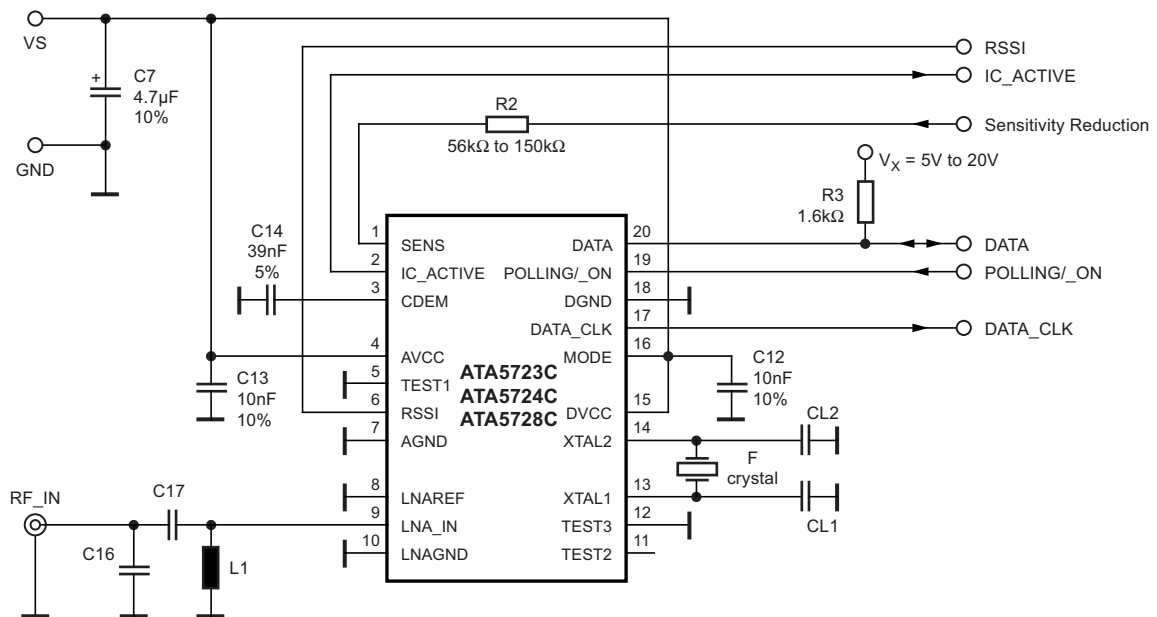 VS
C7
+
4.7µF
10%
GND
RSSI
IC_ACTIVE
R2
56kΩ to 150kΩ
Sensitivity Reduction
V_X = 5V to 20V
R3
1.6kΩ
C14
39nF
5%
1
SENS
DATA
20
DATA
2
IC_ACTIVE
POLLING/_ON
19
POLLING/_ON
3
CDEM
DGND
18
DATA_CLK
17
DATA_CLK
4
AVCC
MODE
16
C13
10nF
10%
5
TEST1
ATA5723C
ATA5724C
ATA5728C
C12
10nF
10%
6
RSSI
DVCC
15
7
AGND
XTAL2
14
CL2
F
crystal
8
LNAREF
XTAL1
13
CL1
RF_IN
C17
9
LNA_IN
TEST3
12
C16
L1
10
LNAGND
TEST2
11